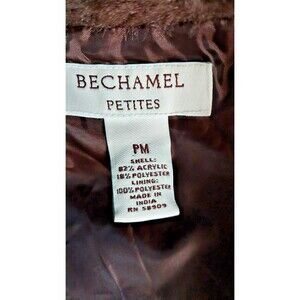 BECHAMEL
PETITES
PM
SHELL:
82% ACRYLIC
18% POLYESTER
LINING:
100% POLYESTER
MADE IN
INDIA
RN 58909